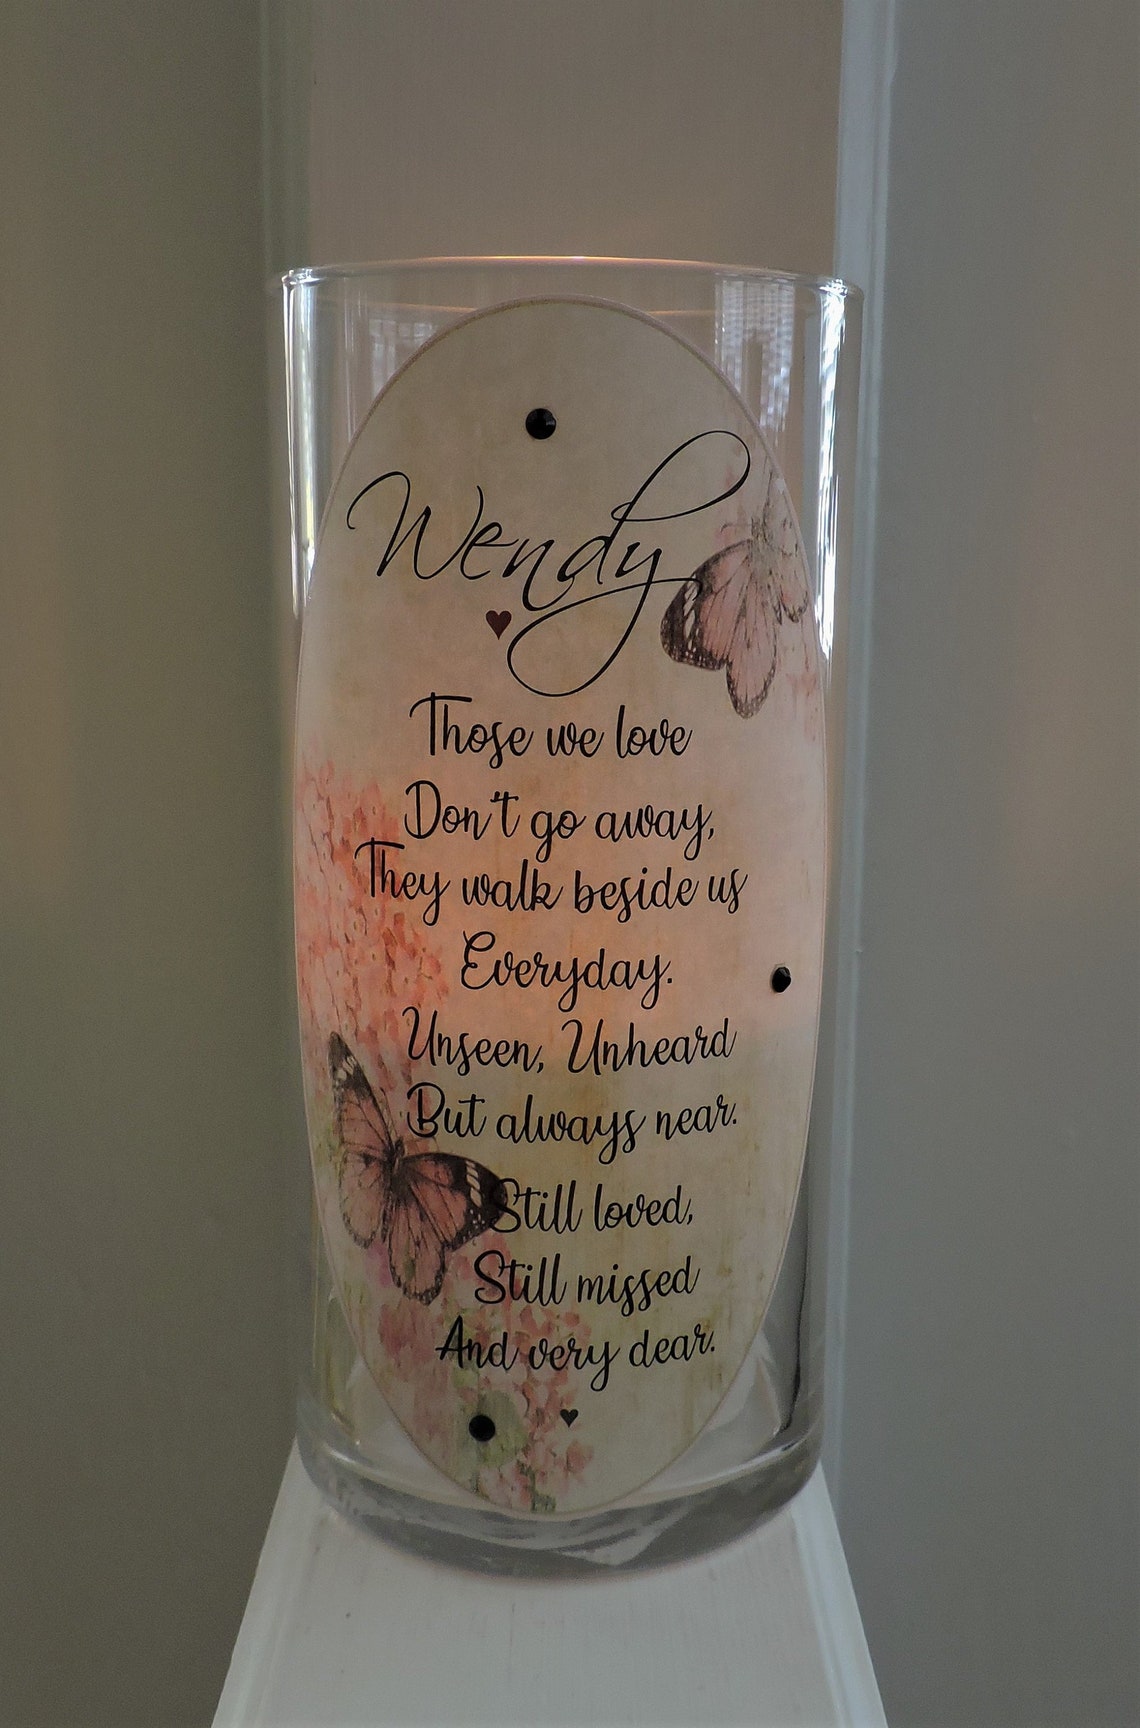 Wendy
Those we love
Don't go away,
They walk beside us
Everyday.
Unseen, Unheard
But always near.
Still loved,
Still missed
And very dear.